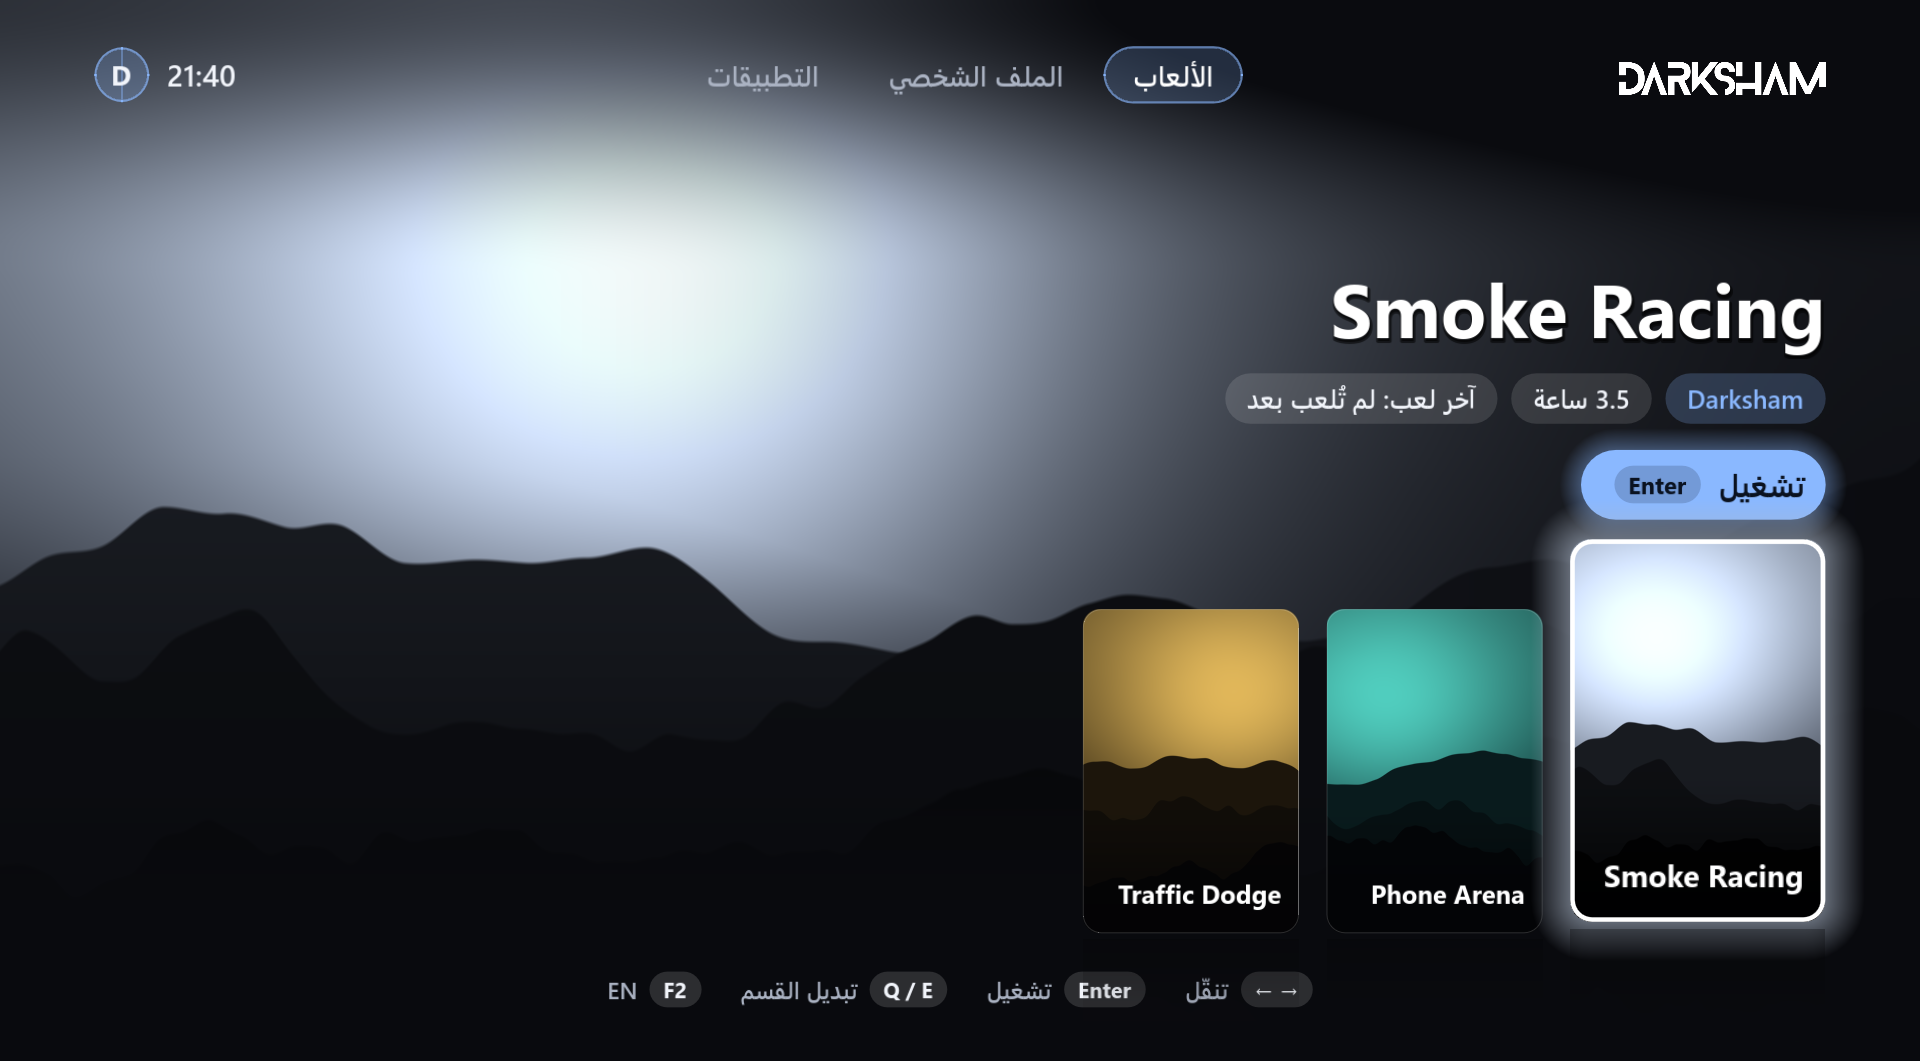 DARKSHAM
الألعاب
الملف الشخصي
التطبيقات
21:40
D
Smoke Racing
Darksham
3.5 ساعة
آخر لعب: لم تُلعب بعد
تشغيل Enter
Smoke Racing
Phone Arena
Traffic Dodge
← → تنقّل
Enter تشغيل
Q / E تبديل القسم
F2 EN